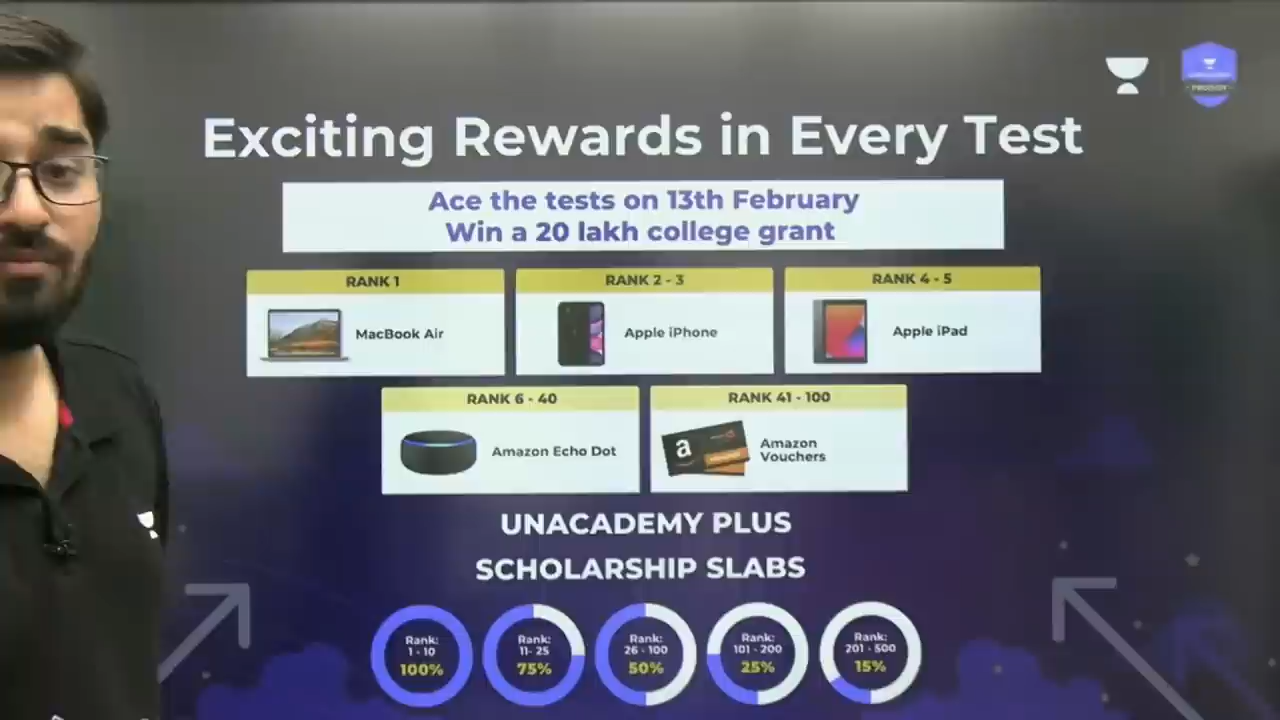 PRODIGY
Exciting Rewards in Every Test
Ace the tests on 13th February
Win a 20 lakh college grant
RANK 1
MacBook Air
RANK 2 - 3
Apple iPhone
RANK 4 - 5
Apple iPad
RANK 6 - 40
Amazon Echo Dot
RANK 41 - 100
a
Amazon
Vouchers
UNACADEMY PLUS
SCHOLARSHIP SLABS
Rank:
1 - 10
100%
Rank:
11- 25
75%
Rank:
26 - 100
50%
Rank:
101 - 200
25%
Rank:
201 - 500
15%